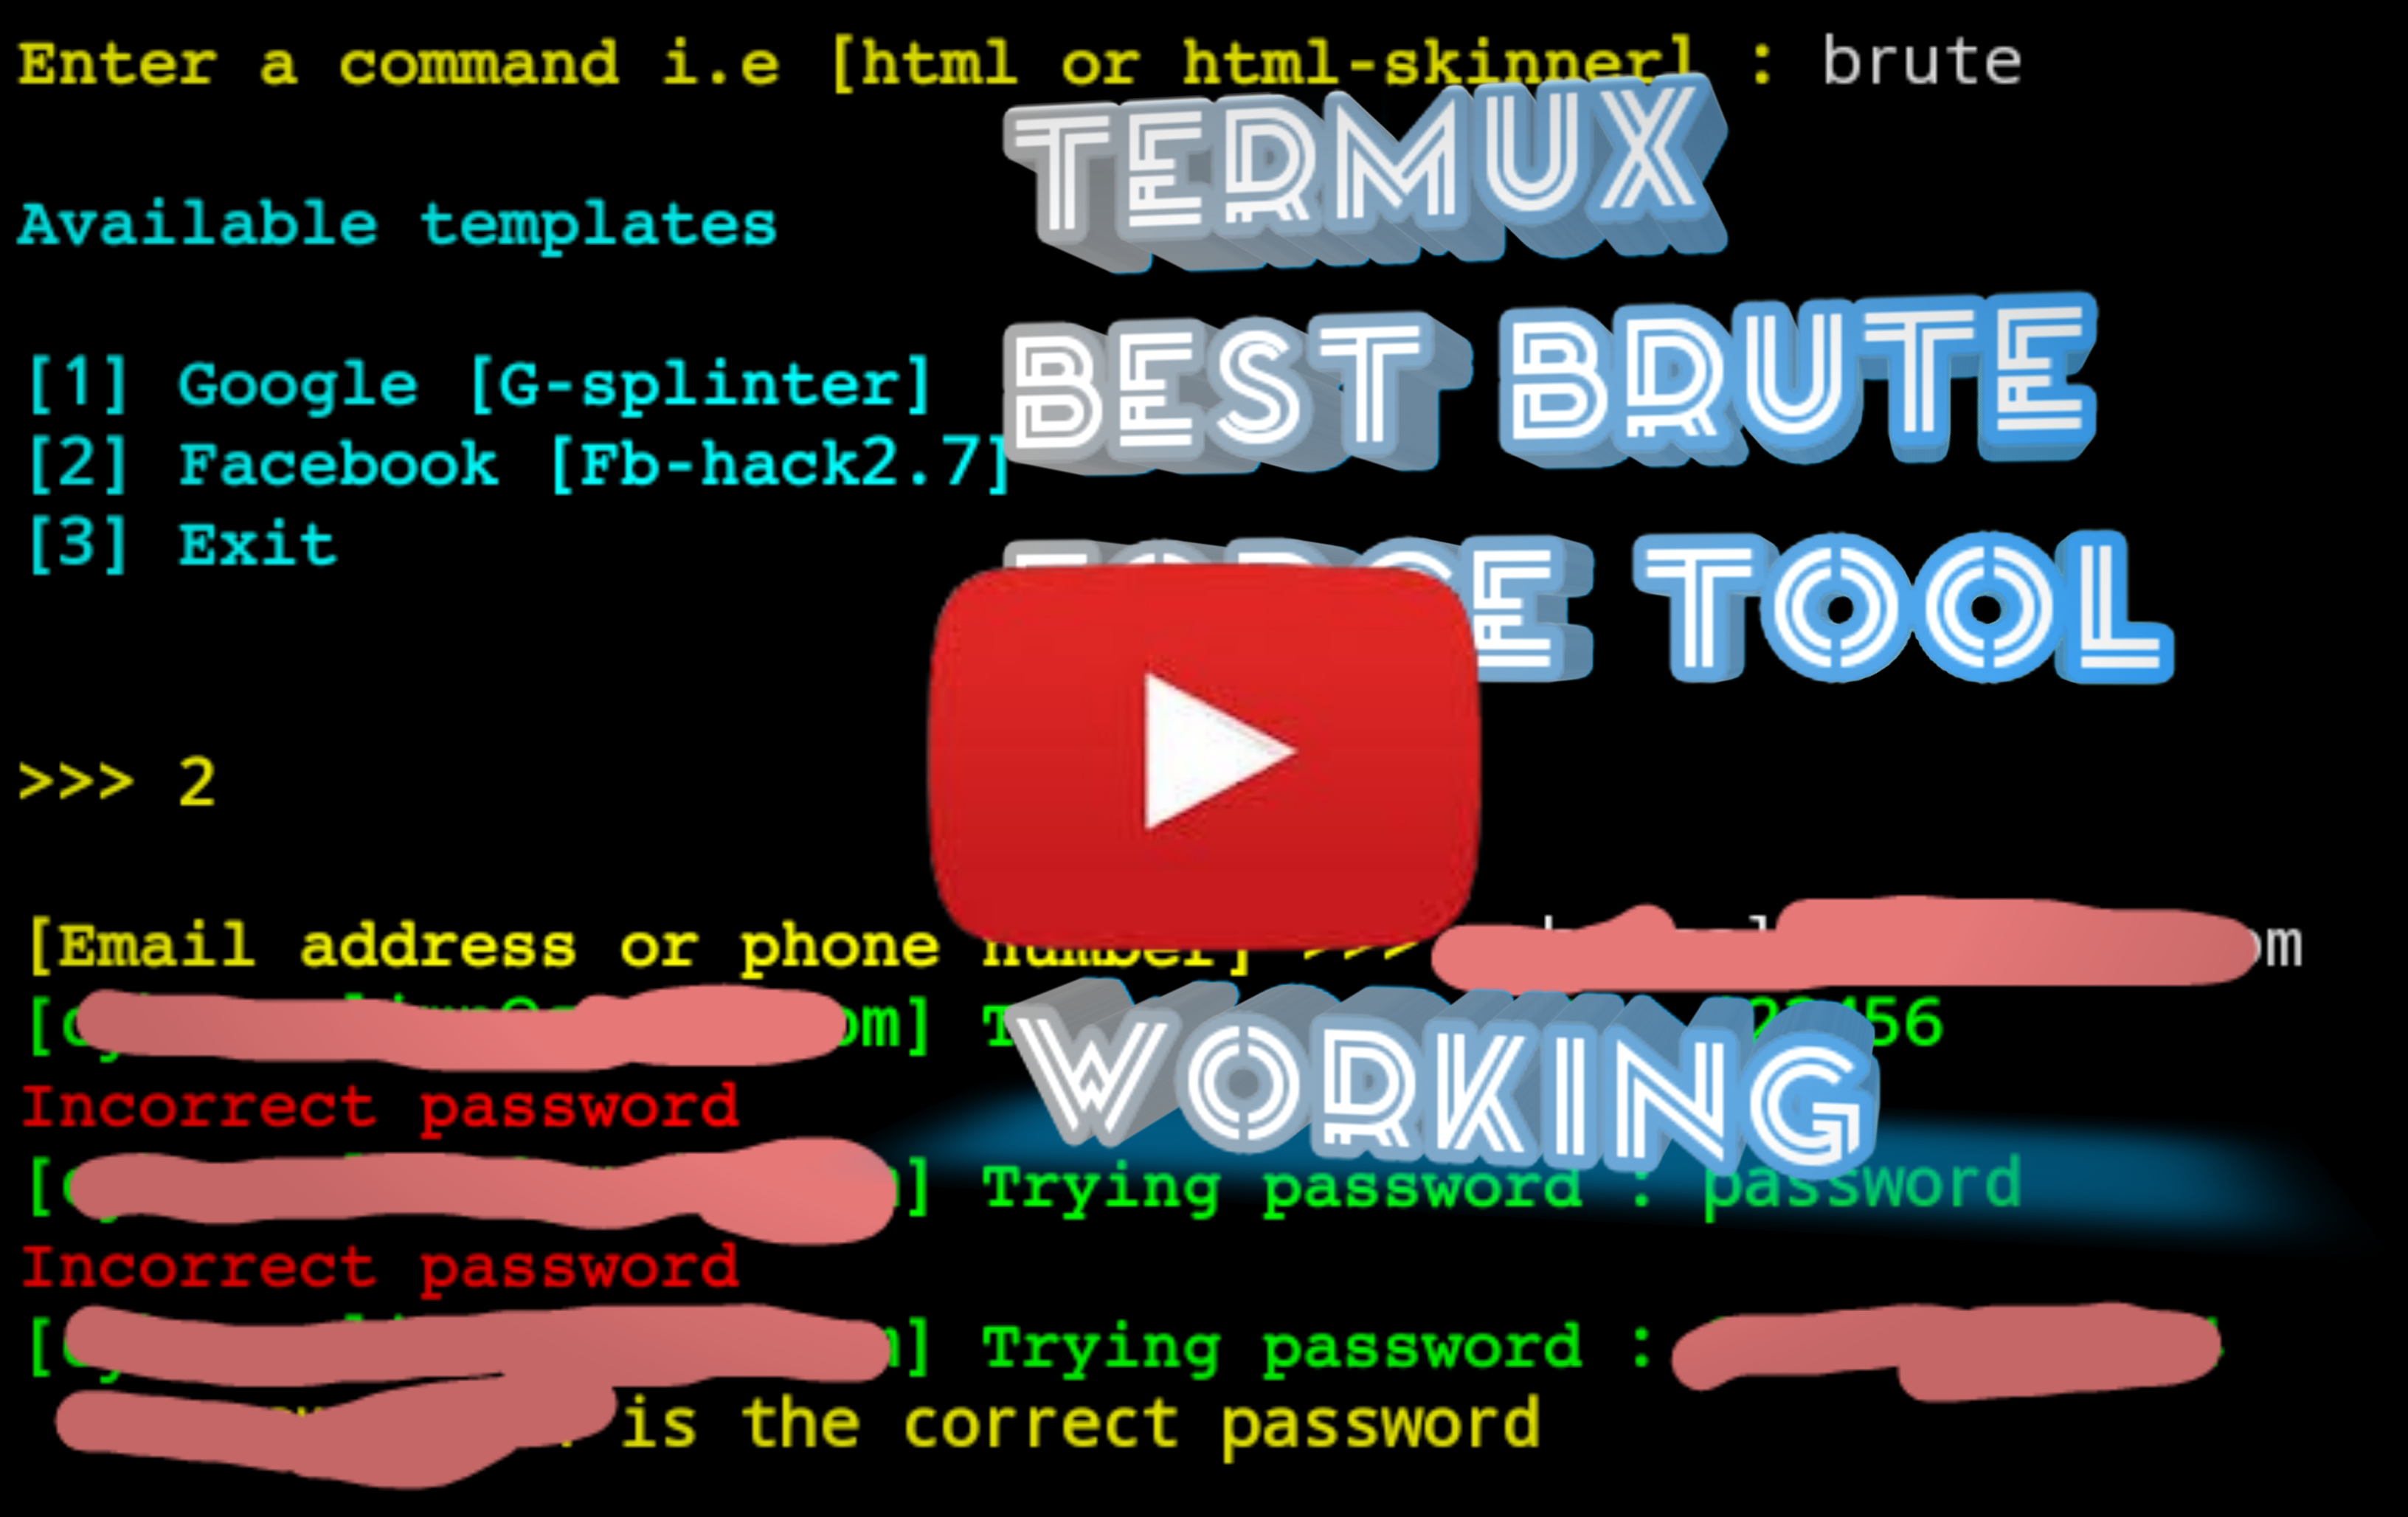 Enter a command i.e [html or html-skinner] : brute
TERMUX
Available templates
BEST BRUTE
[1] Google [G-splinter]
[2] Facebook [Fb-hack2.7]
[3] Exit
TOOL
>>> 2
[Email address or phone number] >>>
WORKING
Incorrect password
Trying password : password
Incorrect password
Trying password :
is the correct password